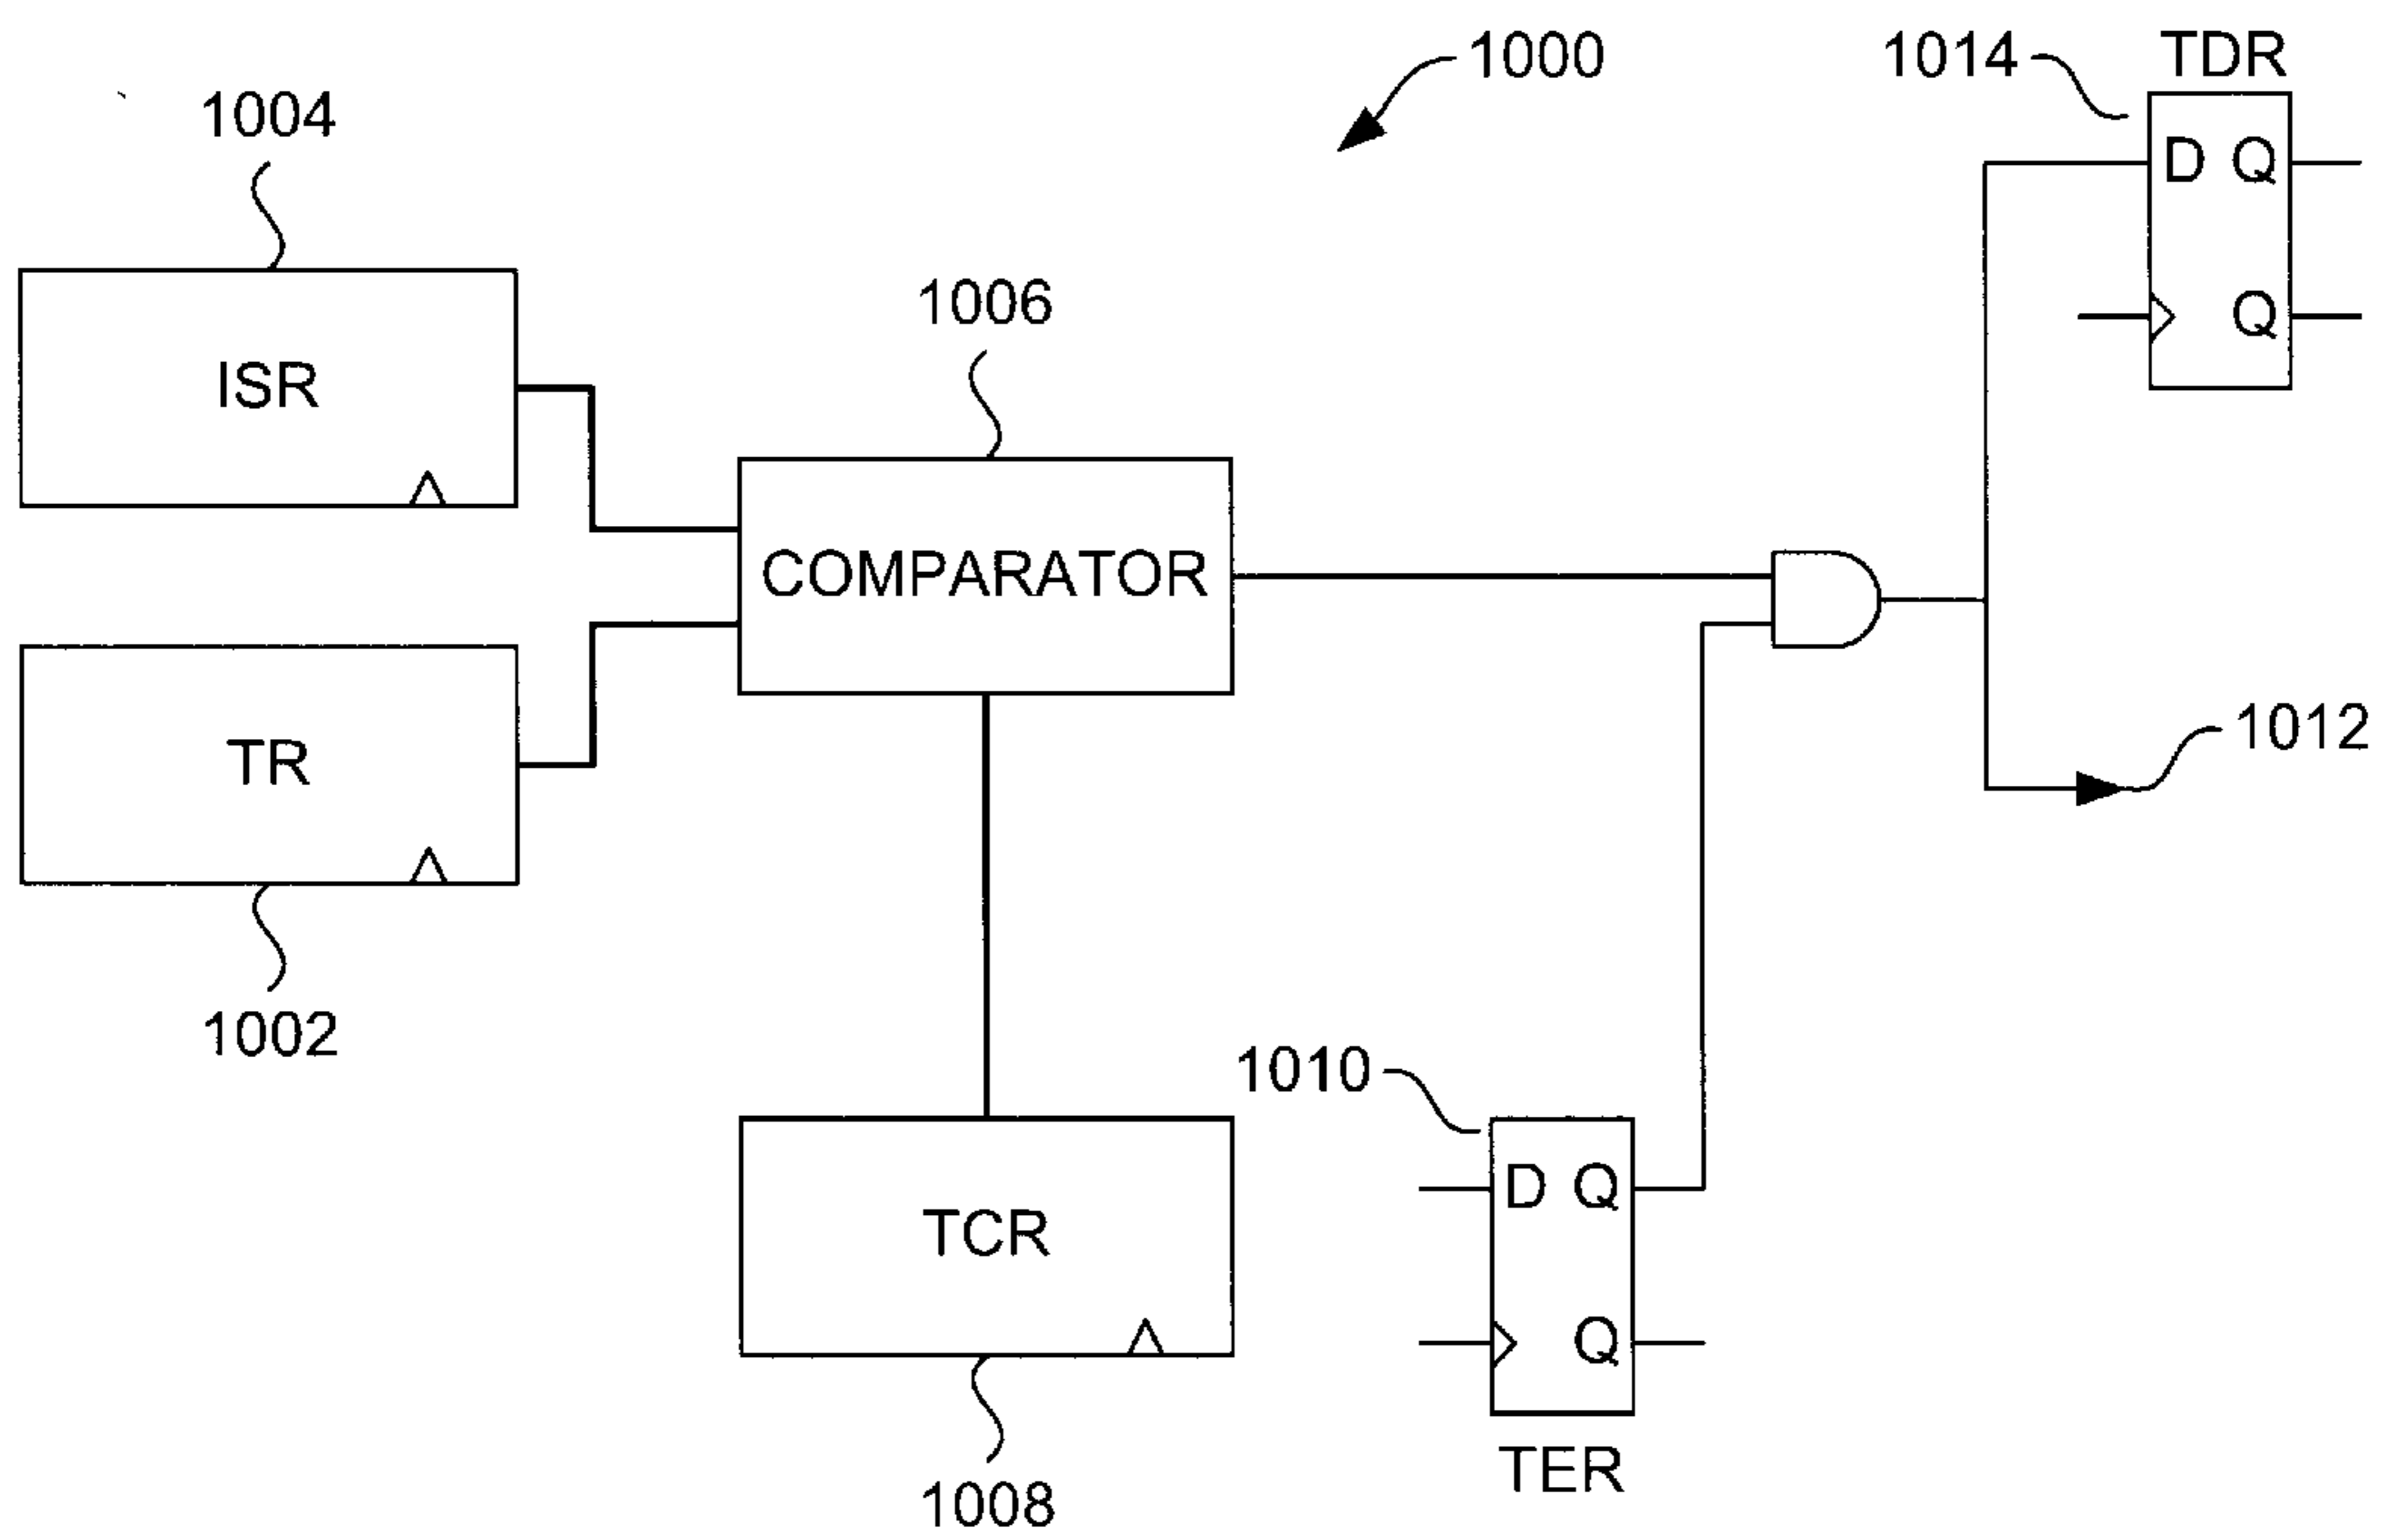 1000
1014
TDR
D Q
Q
1004
ISR
1006
COMPARATOR
TR
1002
1012
1010
D Q
Q
TER
TCR
1008